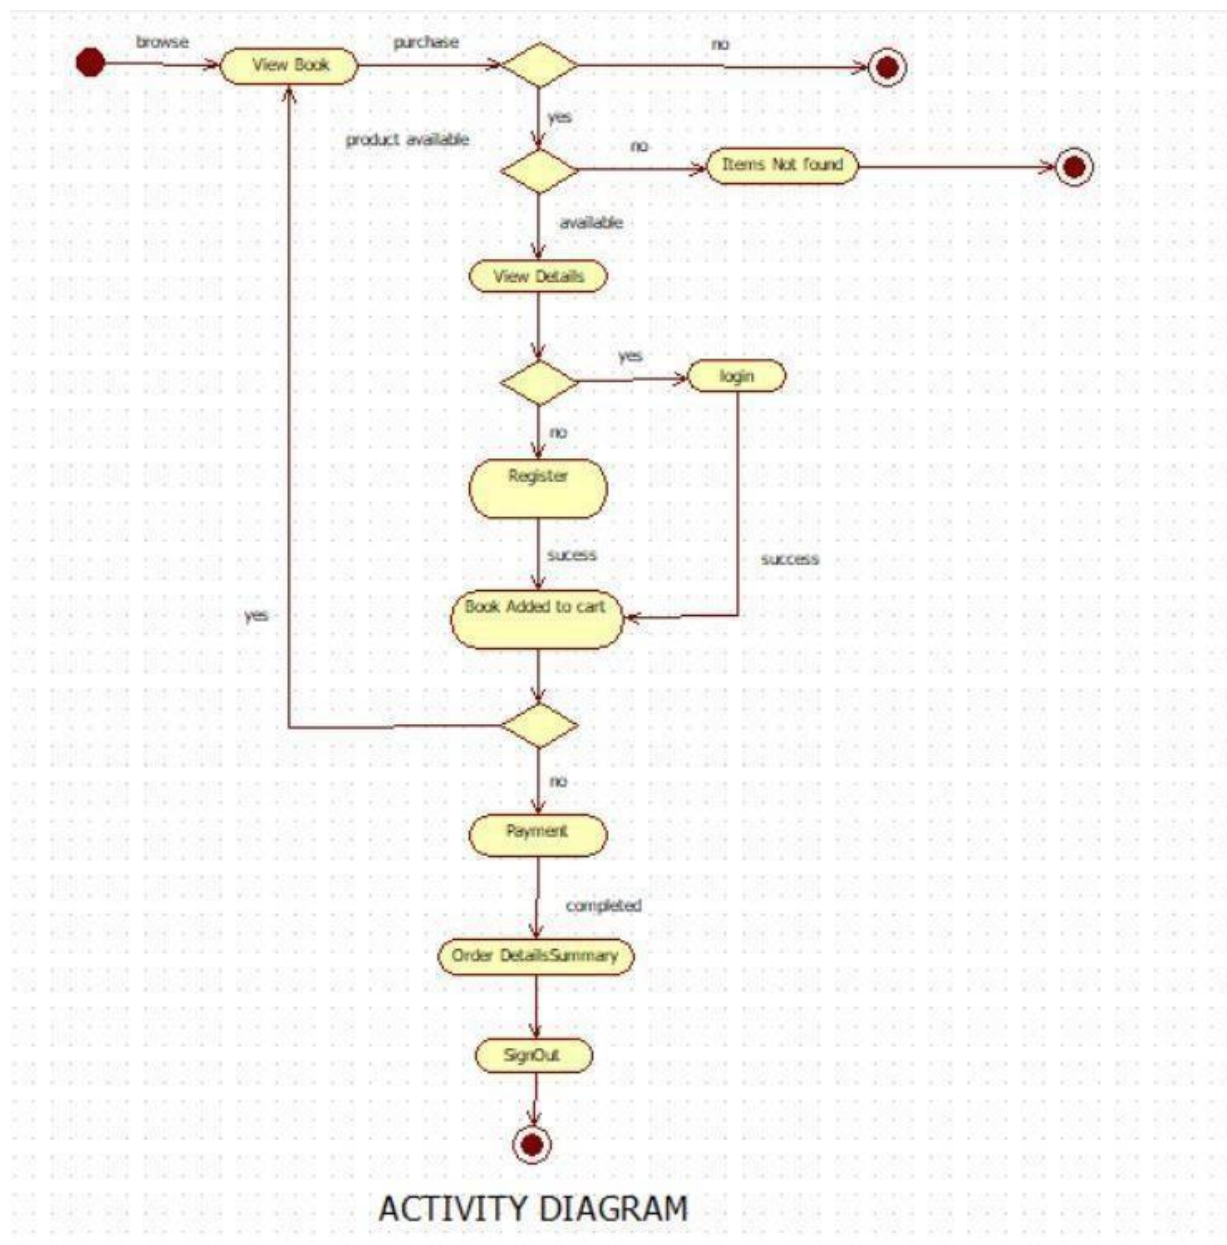 browse
View Book
purchase
no
yes
product available
no
Items Not found
available
View Details
yes
login
no
Register
sucess
success
Book Added to cart
yes
no
Payment
completed
Order DetailsSummary
SignOut
ACTIVITY DIAGRAM